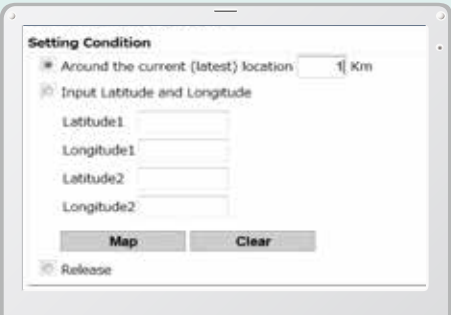 Setting Condition
Around the current (latest) location 1 Km
Input Latitude and Longitude
Latitude1
Longitude1
Latitude2
Longitude2
Map Clear
Release